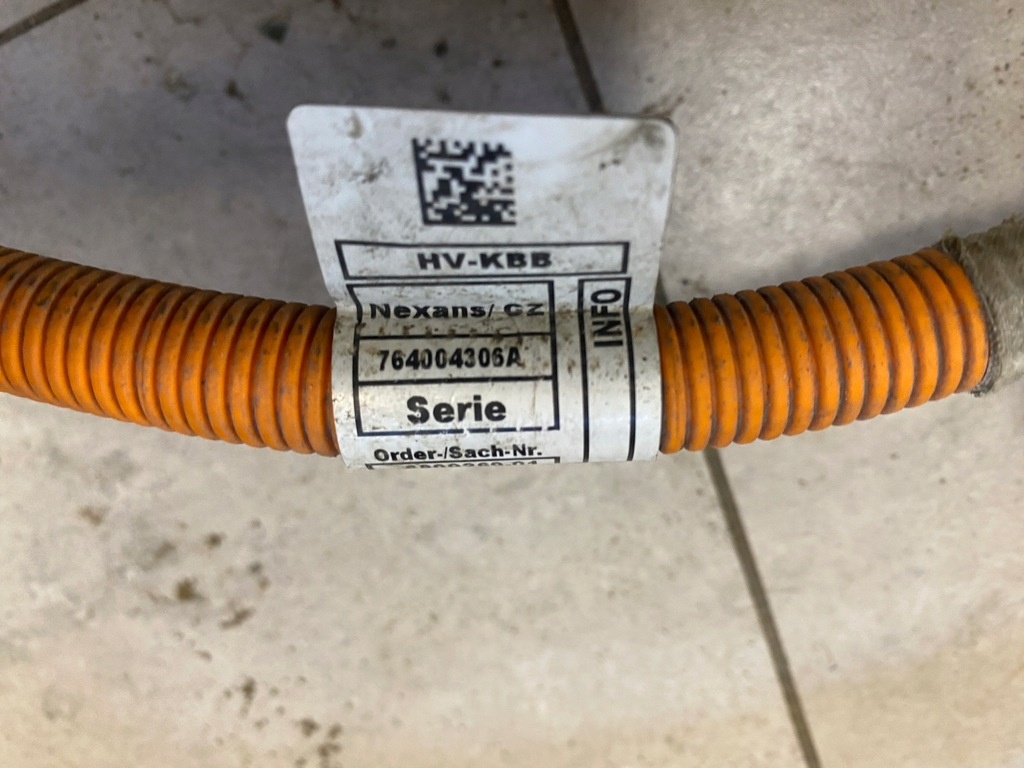 HV-KBB
Nexans/ CZ
764004306A
Serie
Order-/Sach-Nr.
INFO